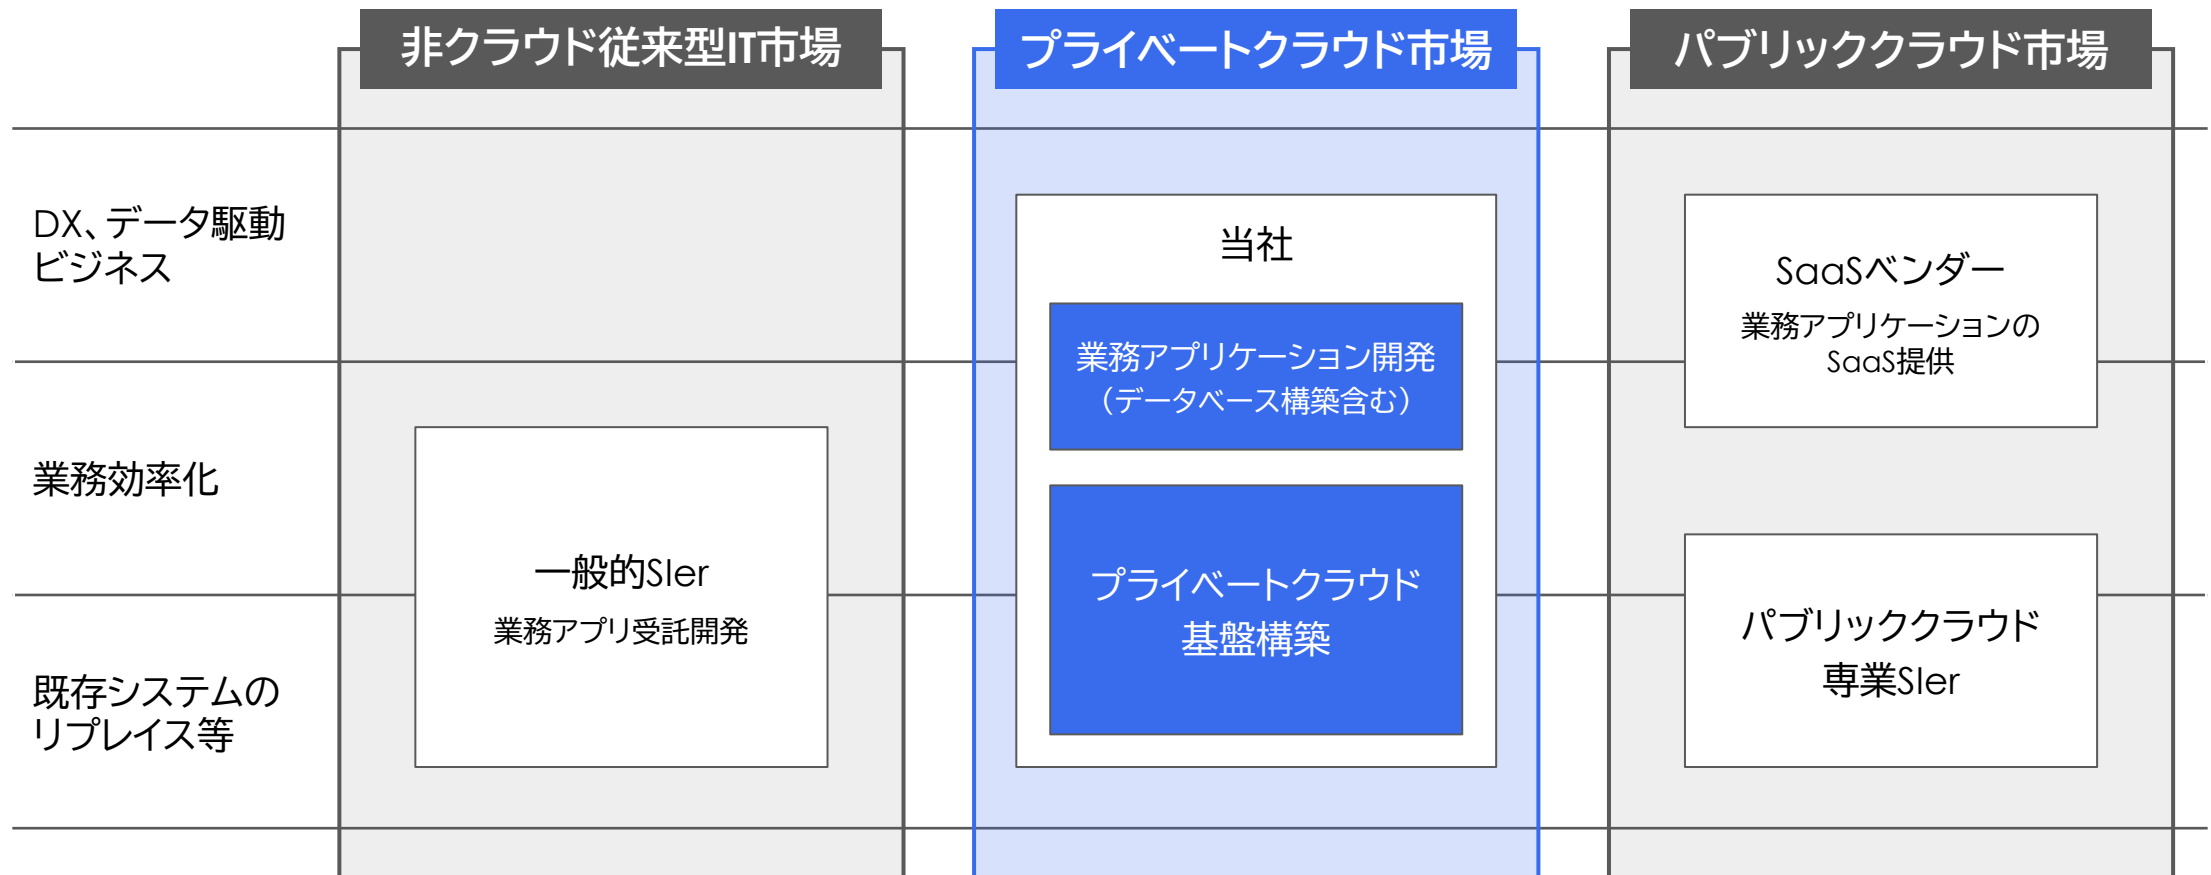 非クラウド従来型IT市場
プライベートクラウド市場
パブリッククラウド市場
DX、データ駆動
ビジネス
業務効率化
既存システムの
リプレイス等
一般的SIer
業務アプリ受託開発
当社
業務アプリケーション開発
（データベース構築含む）
プライベートクラウド
基盤構築
SaaSベンダー
業務アプリケーションの
SaaS提供
パブリッククラウド
専業SIer